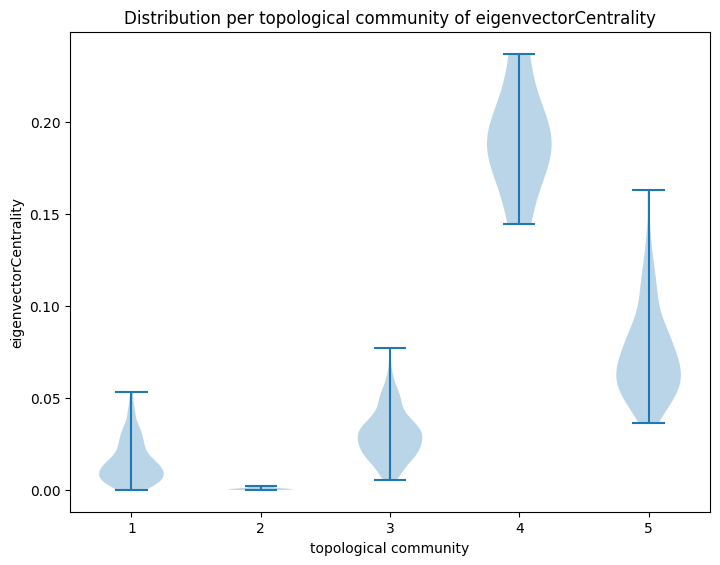 Distribution per topological community of eigenvectorCentrality
eigenvectorCentrality
0.20
0.15
0.10
0.05
0.00
1 2 3 4 5
topological community